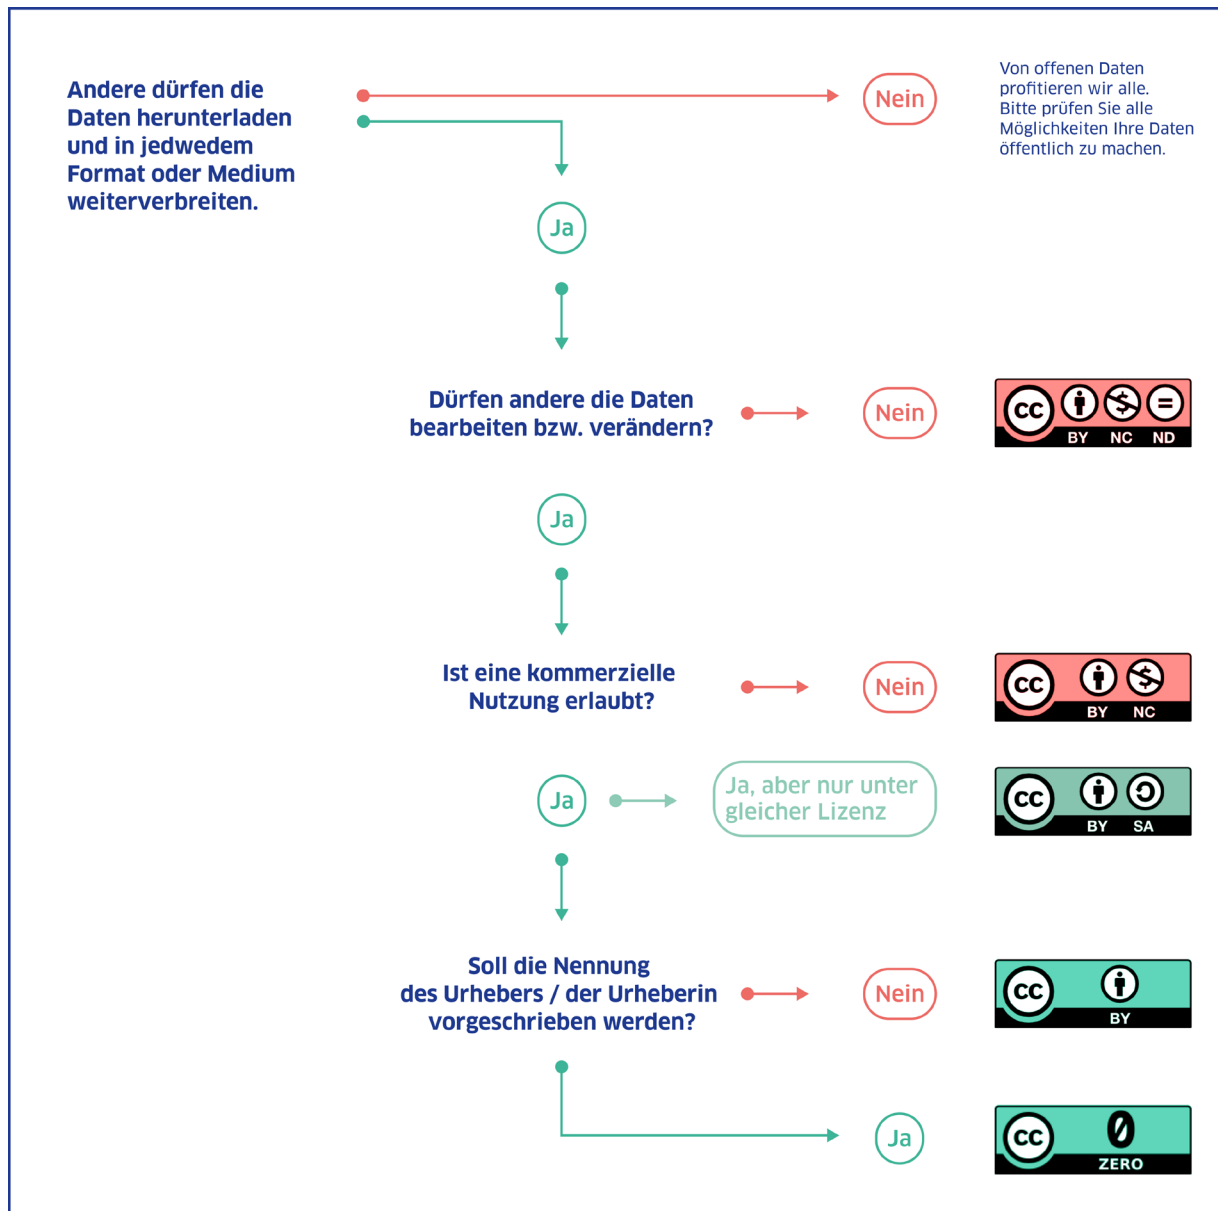 Andere dürfen die
Daten herunterladen
und in jedwedem
Format oder Medium
weiterverbreiten.
Nein
Von offenen Daten
profitieren wir alle.
Bitte prüfen Sie alle
Möglichkeiten Ihre Daten
öffentlich zu machen.
Ja
Dürfen andere die Daten
bearbeiten bzw. verändern?
Nein
cc $ =
BY NC ND
Ja
Ist eine kommerzielle
Nutzung erlaubt?
Nein
cc $
BY NC
Ja
Ja, aber nur unter
gleicher Lizenz
cc
BY SA
Soll die Nennung
des Urhebers / der Urheberin
vorgeschrieben werden?
Nein
cc
BY
Ja
cc 0
ZERO